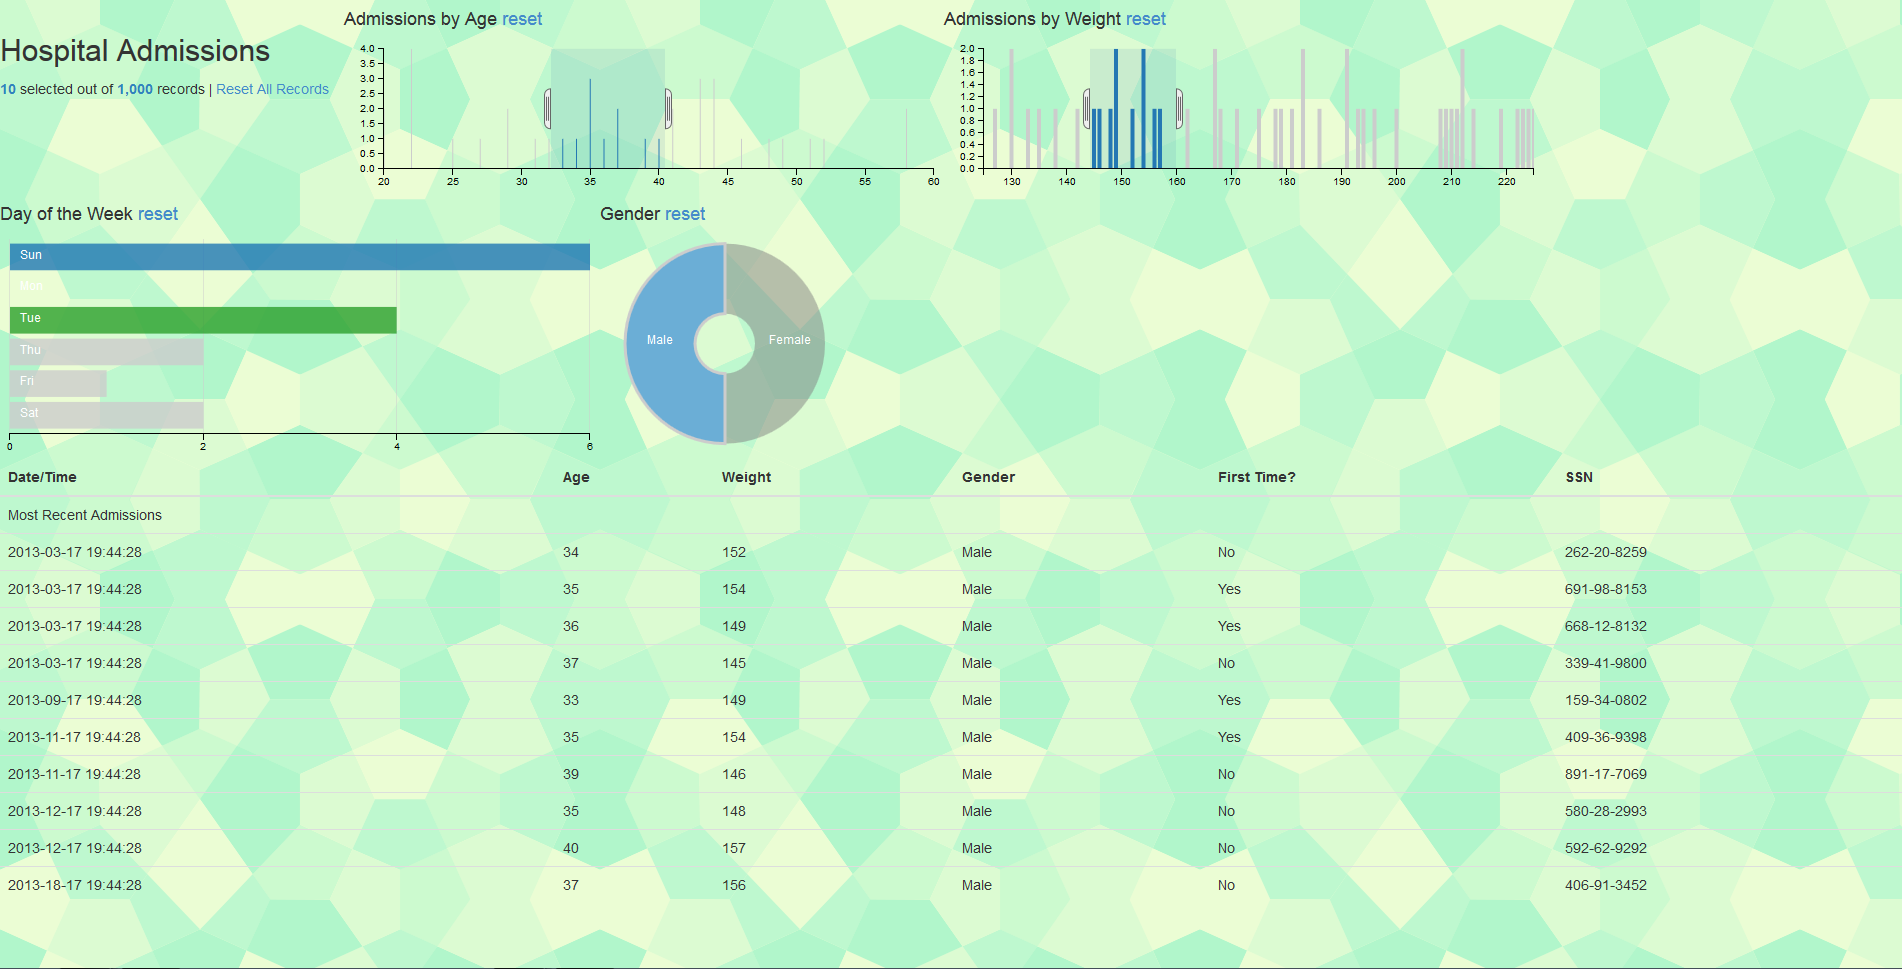 Hospital Admissions
10 selected out of 1,000 records | Reset All Records
Admissions by Age reset
4.0
3.5
3.0
2.5
2.0
1.5
1.0
0.5
0.0
20 25 30 35 40 45 50 55 60
Admissions by Weight reset
2.0
1.8
1.6
1.4
1.2
1.0
0.8
0.6
0.4
0.2
0.0
130 140 150 160 170 180 190 200 210 220
Day of the Week reset
Sun
Mon
Tue
Thu
Fri
Sat
0 2 4 6
Gender reset
Male Female
Date/Time Age Weight Gender First Time? SSN
Most Recent Admissions
2013-03-17 19:44:28 34 152 Male No 262-20-8259
2013-03-17 19:44:28 35 154 Male Yes 691-98-8153
2013-03-17 19:44:28 36 149 Male Yes 668-12-8132
2013-03-17 19:44:28 37 145 Male No 339-41-9800
2013-09-17 19:44:28 33 149 Male Yes 159-34-0802
2013-11-17 19:44:28 35 154 Male Yes 409-36-9398
2013-11-17 19:44:28 39 146 Male No 891-17-7069
2013-12-17 19:44:28 35 148 Male No 580-28-2993
2013-12-17 19:44:28 40 157 Male No 592-62-9292
2013-18-17 19:44:28 37 156 Male No 406-91-3452